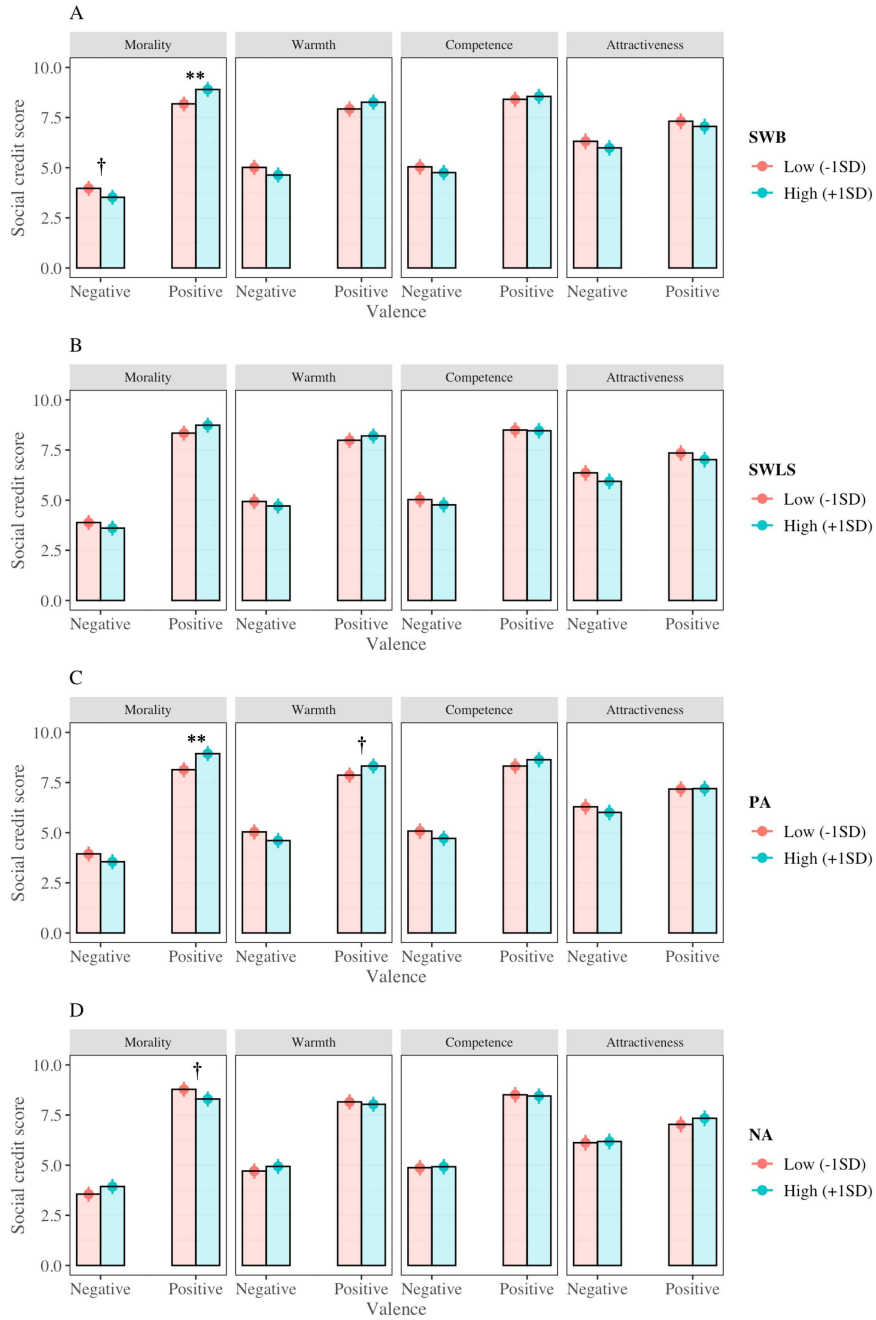 A
Morality Warmth Competence Attractiveness
10.0
7.5
5.0
2.5
0.0
Social credit score
†
**
Negative Positive Negative Positive Negative Positive Negative Positive
Valence
SWB
Low (-1SD)
High (+1SD)
B
Morality Warmth Competence Attractiveness
10.0
7.5
5.0
2.5
0.0
Social credit score
Negative Positive Negative Positive Negative Positive Negative Positive
Valence
SWLS
Low (-1SD)
High (+1SD)
C
Morality Warmth Competence Attractiveness
10.0
7.5
5.0
2.5
0.0
Social credit score
**
†
Negative Positive Negative Positive Negative Positive Negative Positive
Valence
PA
Low (-1SD)
High (+1SD)
D
Morality Warmth Competence Attractiveness
10.0
7.5
5.0
2.5
0.0
Social credit score
†
Negative Positive Negative Positive Negative Positive Negative Positive
Valence
NA
Low (-1SD)
High (+1SD)